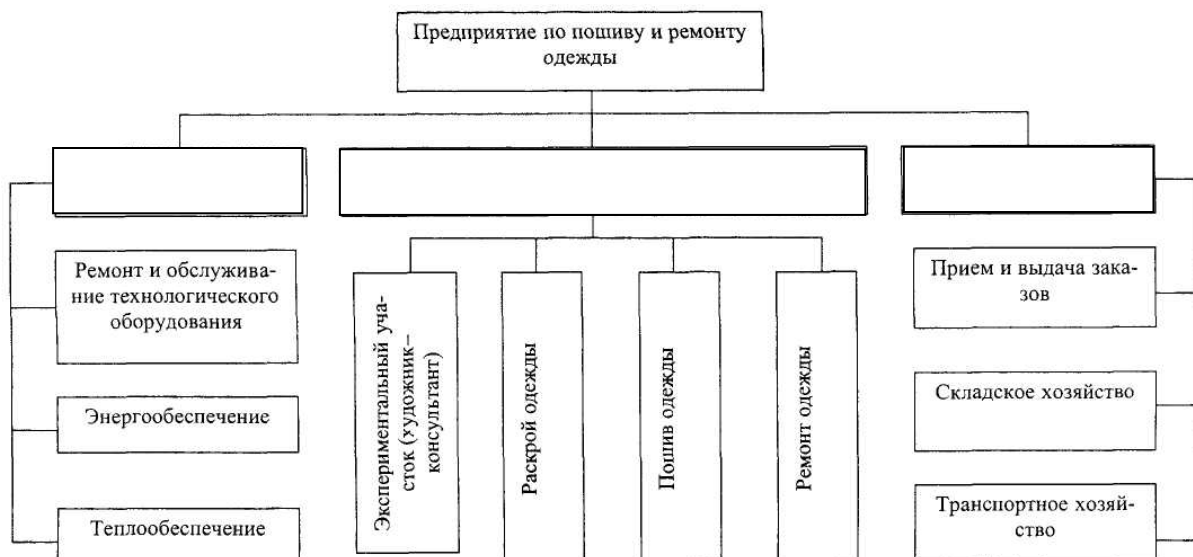 Предприятие по пошиву и ремонту
одежды
Ремонт и обслужива-
ние технологического
оборудования
Энергообеспечение
Теплообеспечение
Экспериментальный уча-
сток (художник–
консультант)
Раскрой одежды
Пошив одежды
Ремонт одежды
Прием и выдача зака-
зов
Складское хозяйство
Транспортное хозяй-
ство